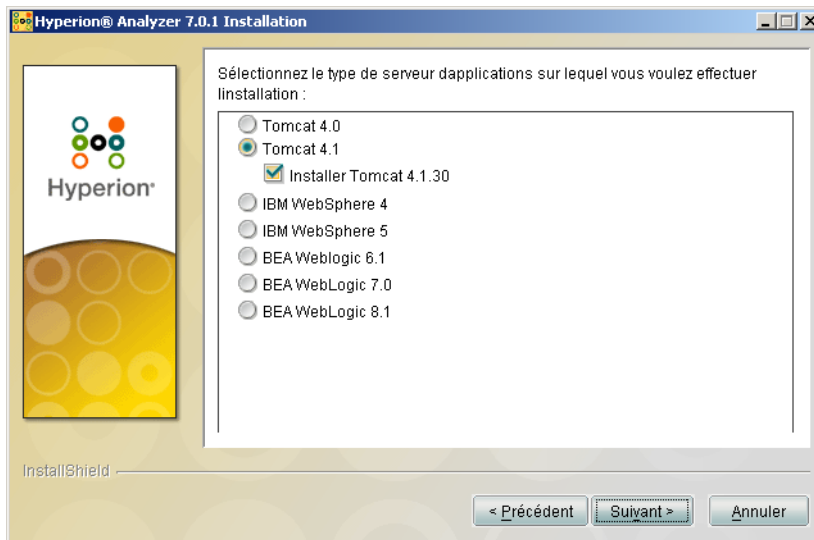 Hyperion® Analyzer 7.0.1 Installation
Sélectionnez le type de serveur dapplications sur lequel vous voulez effectuer
linstallation :
Tomcat 4.0
Tomcat 4.1
Installer Tomcat 4.1.30
IBM WebSphere 4
IBM WebSphere 5
BEA Weblogic 6.1
BEA WebLogic 7.0
BEA WebLogic 8.1
Hyperion
InstallShield
< Précédent
Suivant >
Annuler